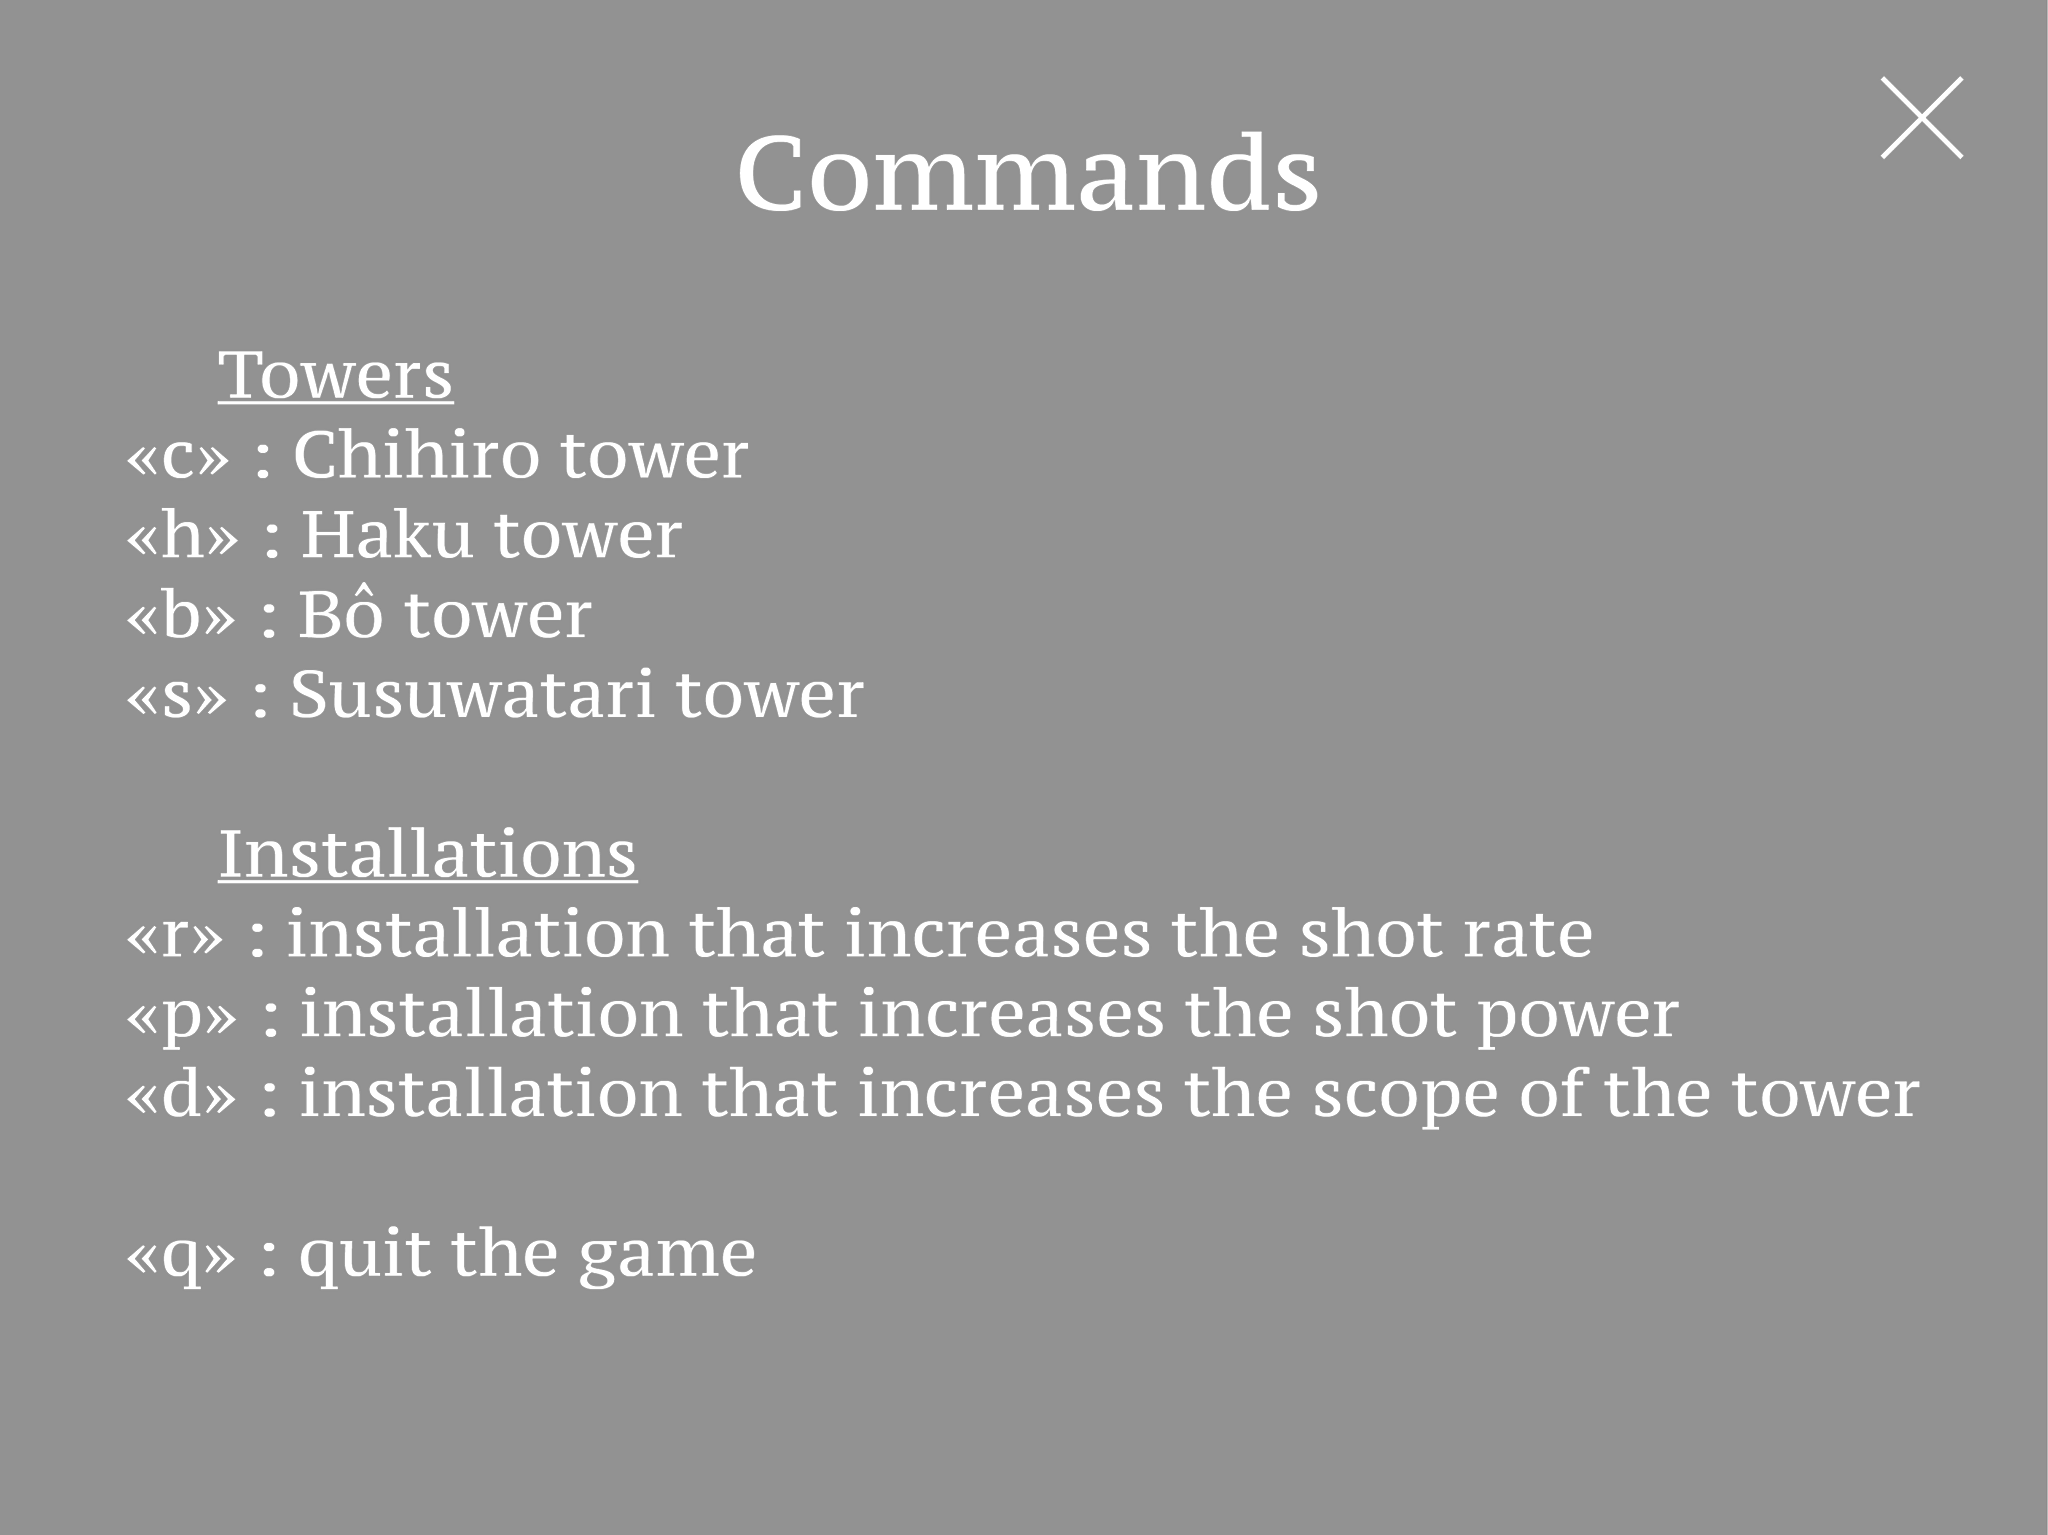 Commands
Towers
«c» : Chihiro tower
«h» : Haku tower
«b» : Bô tower
«s» : Susuwatari tower
Installations
«r» : installation that increases the shot rate
«p» : installation that increases the shot power
«d» : installation that increases the scope of the tower
«q» : quit the game